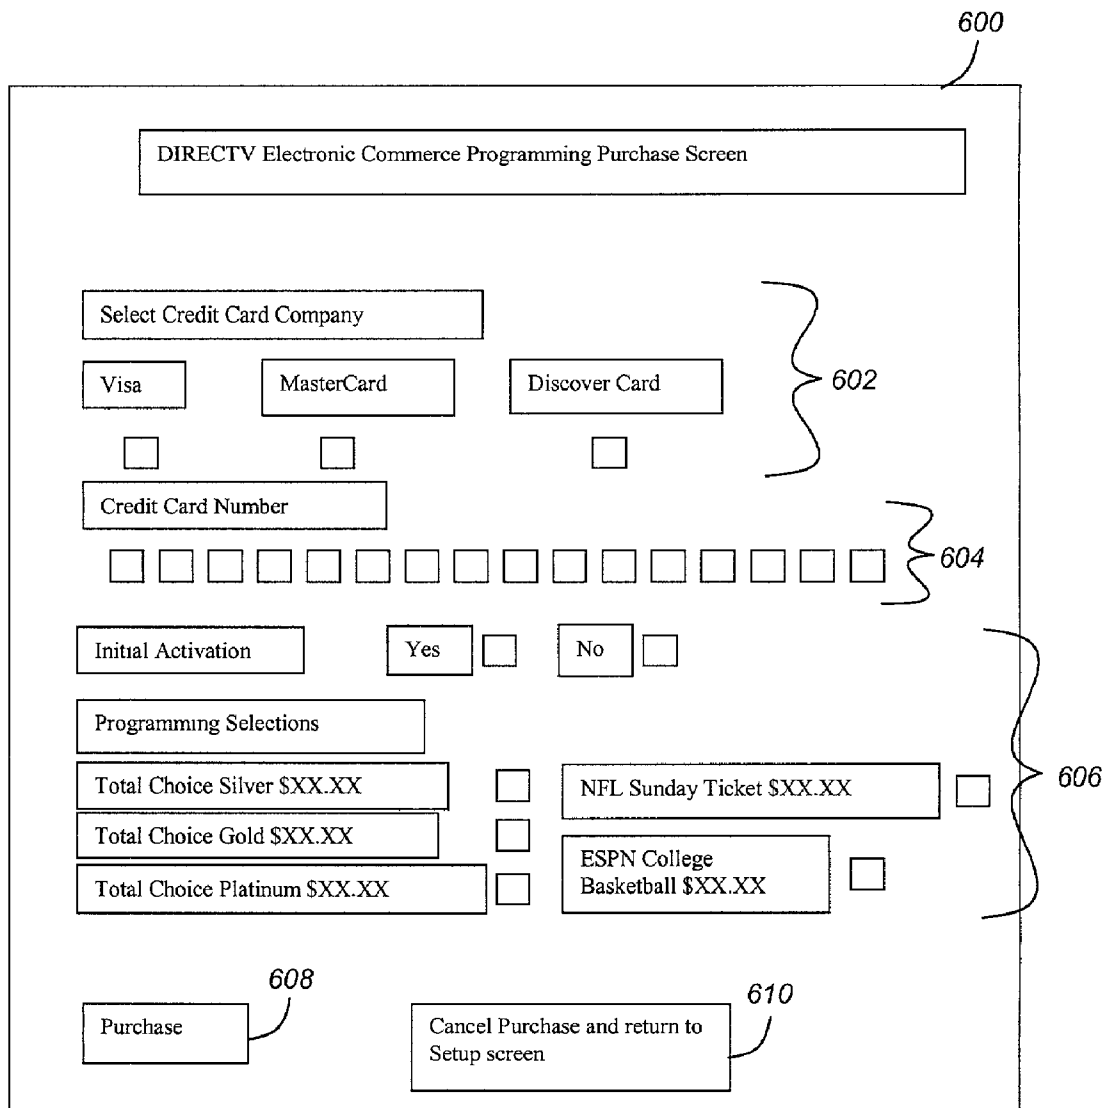 600
DIRECTV Electronic Commerce Programming Purchase Screen
Select Credit Card Company
Visa MasterCard Discover Card
602
Credit Card Number
604
Initial Activation Yes No
Programming Selections
Total Choice Silver $XX.XX NFL Sunday Ticket $XX.XX
606
Total Choice Gold $XX.XX
ESPN College
Basketball $XX.XX
Total Choice Platinum $XX.XX
608
610
Purchase
Cancel Purchase and return to
Setup screen